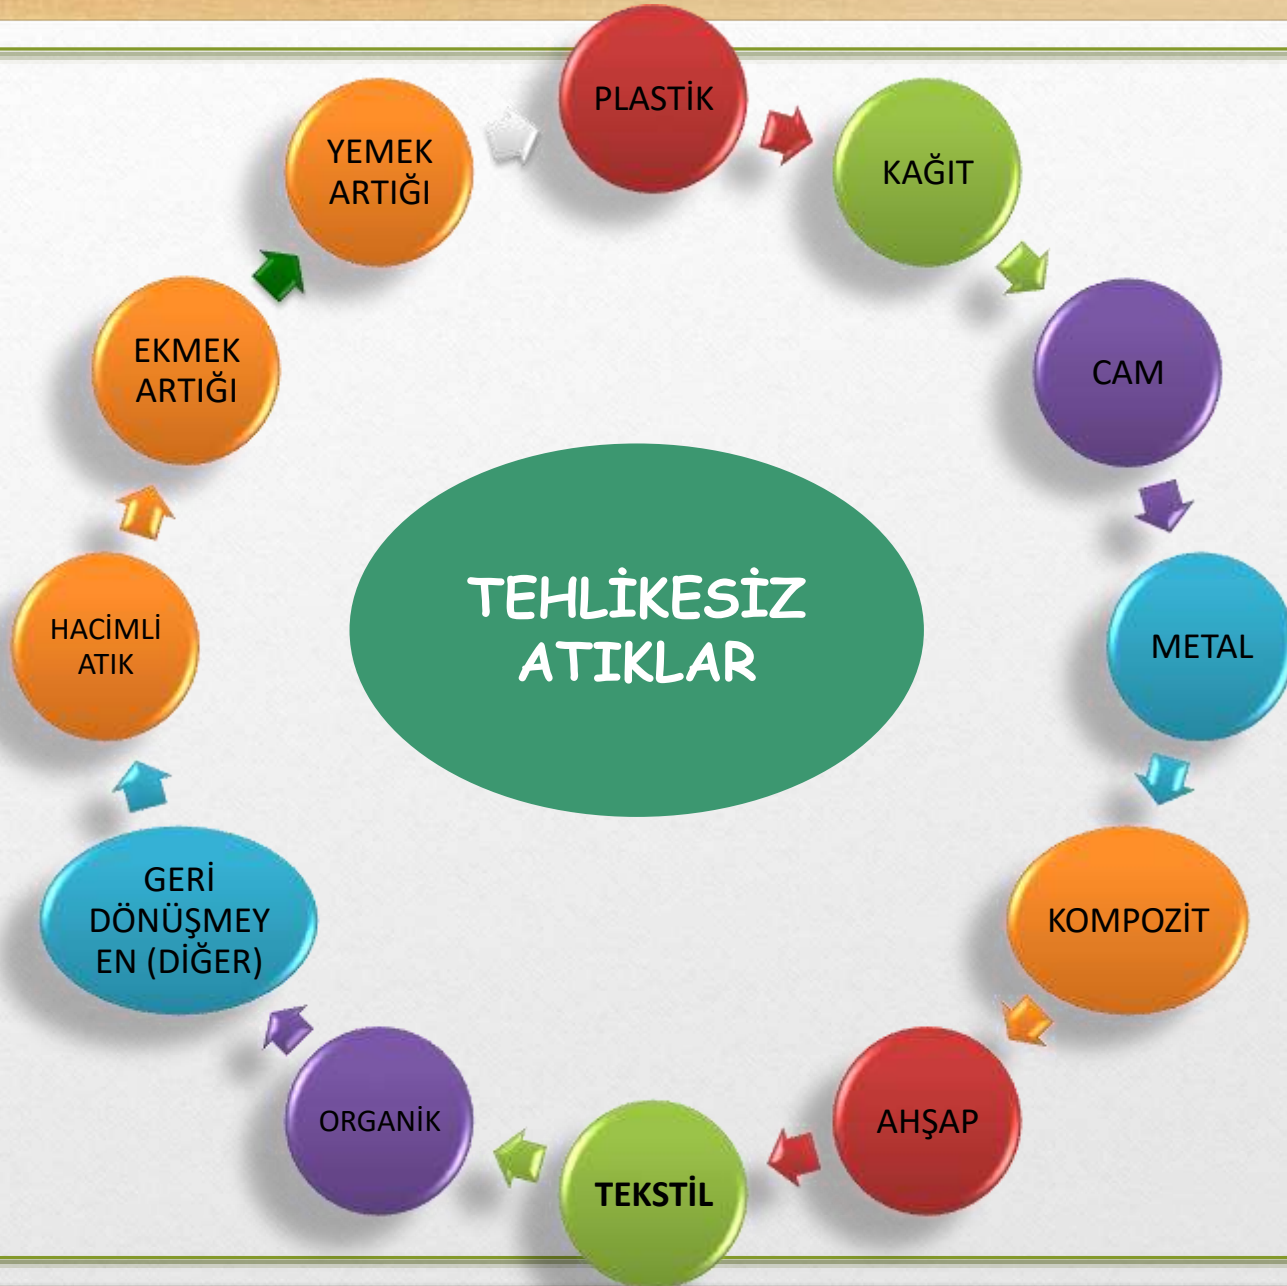 PLASTİK
KAĞIT
CAM
METAL
KOMPOZİT
AHŞAP
TEKSTİL
ORGANİK
GERİ
DÖNÜŞMEY
EN (DİĞER)
HACİMLİ
ATIK
EKMEK
ARTIĞI
YEMEK
ARTIĞI
TEHLİKESİZ
ATIKLAR